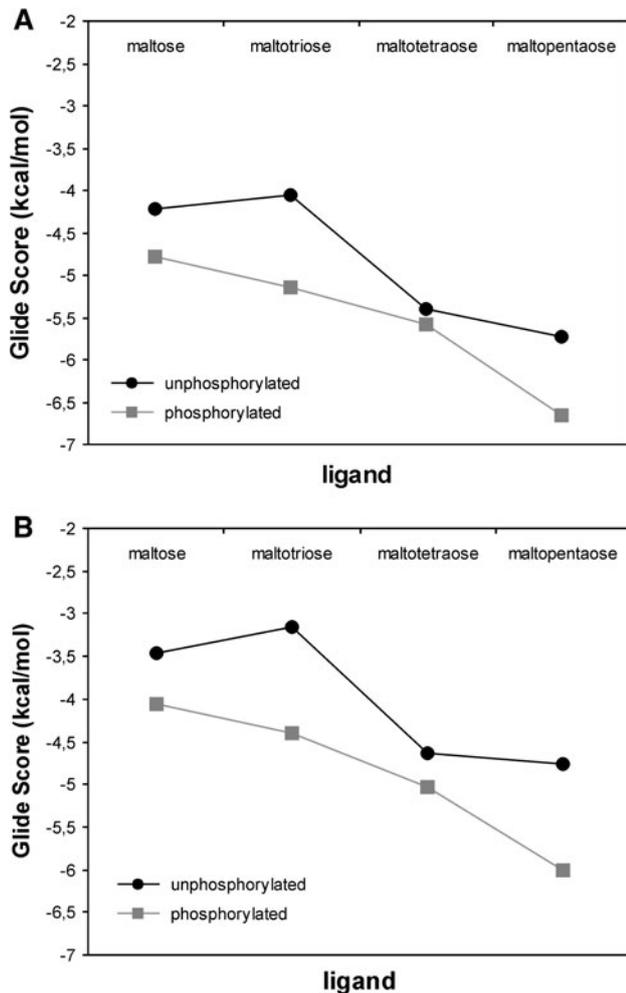 A
Glide Score (kcal/mol)
-2
-2,5
-3
-3,5
-4
-4,5
-5
-5,5
-6
-6,5
-7
maltose maltotriose maltotetraose maltopentaose
unphosphorylated
phosphorylated
ligand
B
Glide Score (kcal/mol)
-2
-2,5
-3
-3,5
-4
-4,5
-5
-5,5
-6
-6,5
-7
maltose maltotriose maltotetraose maltopentaose
unphosphorylated
phosphorylated
ligand